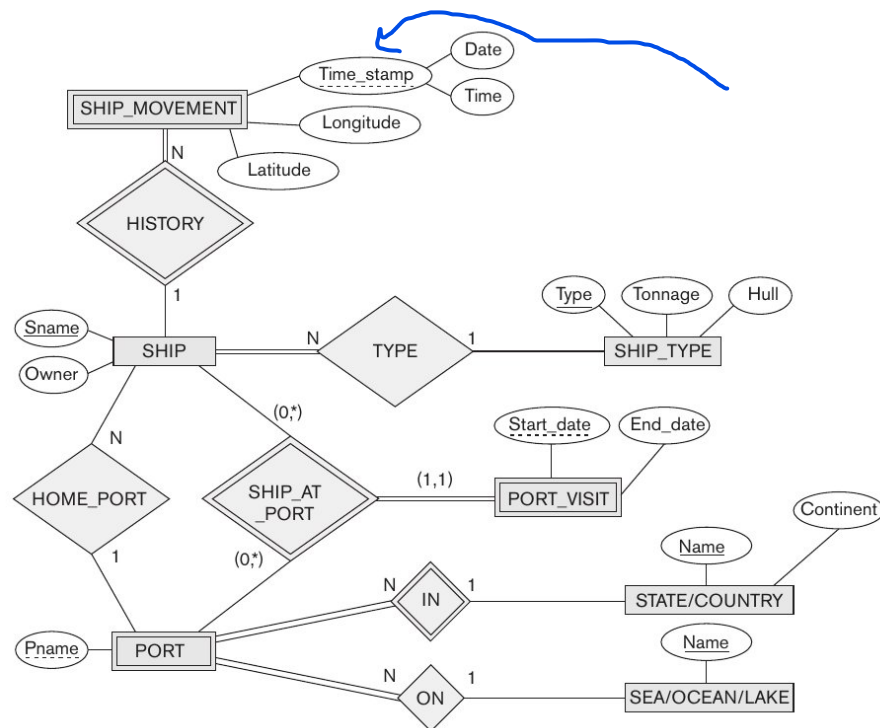 Date
Time_stamp
Time
SHIP_MOVEMENT
Longitude
N
Latitude
HISTORY
1
Type
Tonnage
Hull
Sname
N
1
SHIP
TYPE
SHIP_TYPE
Owner
(0,*)
Start_date
End_date
N
(1,1)
HOME_PORT
SHIP_AT
_PORT
PORT_VISIT
Continent
1
(0,*)
Name
N
1
IN
STATE/COUNTRY
Pname
PORT
Name
N
1
ON
SEA/OCEAN/LAKE